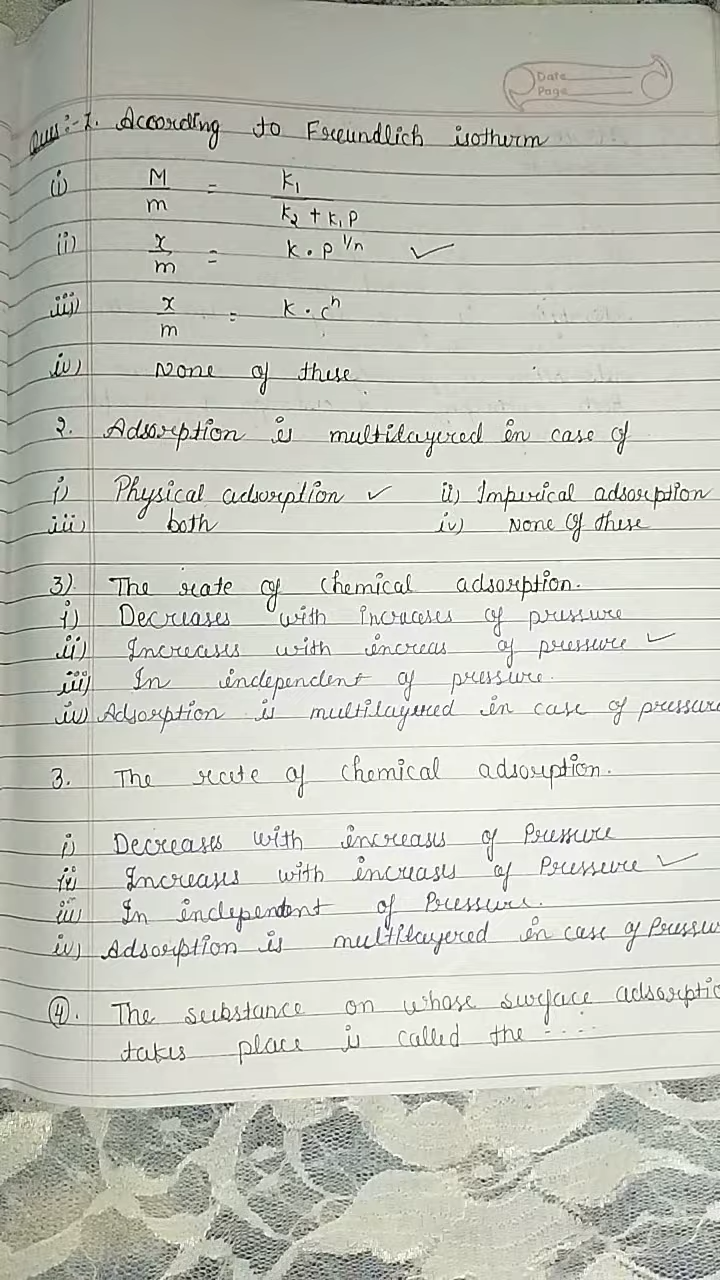 Date
Page
Ques:-1. According to Freundlich isotherm
(i) M/m = K₁/(K₂ + K₁P)
(ii) x/m = K . P^1/n ✓
iii) x/m = K . c^n
iv) None of these
2. Adsorption is multilayered in case of
i) Physical adsorption ✓ ii) Imperical adsorption
iii) both iv) None of these
3). The rate of chemical adsorption.
i) Decreases with increases of pressure
ii) Increases with increas of pressure ✓
iii) In independent of pressure.
iv) Adsorption is multilayered in case of pressure
3. The rate of chemical adsorption.
i) Decreases with increases of Pressure
ii) Increases with increases of Pressure ✓
iii) In independent of Pressure.
iv) Adsorption is multilayered in case of Pressu
④. The substance on whose surface adsorptio
takes place is called the - ....